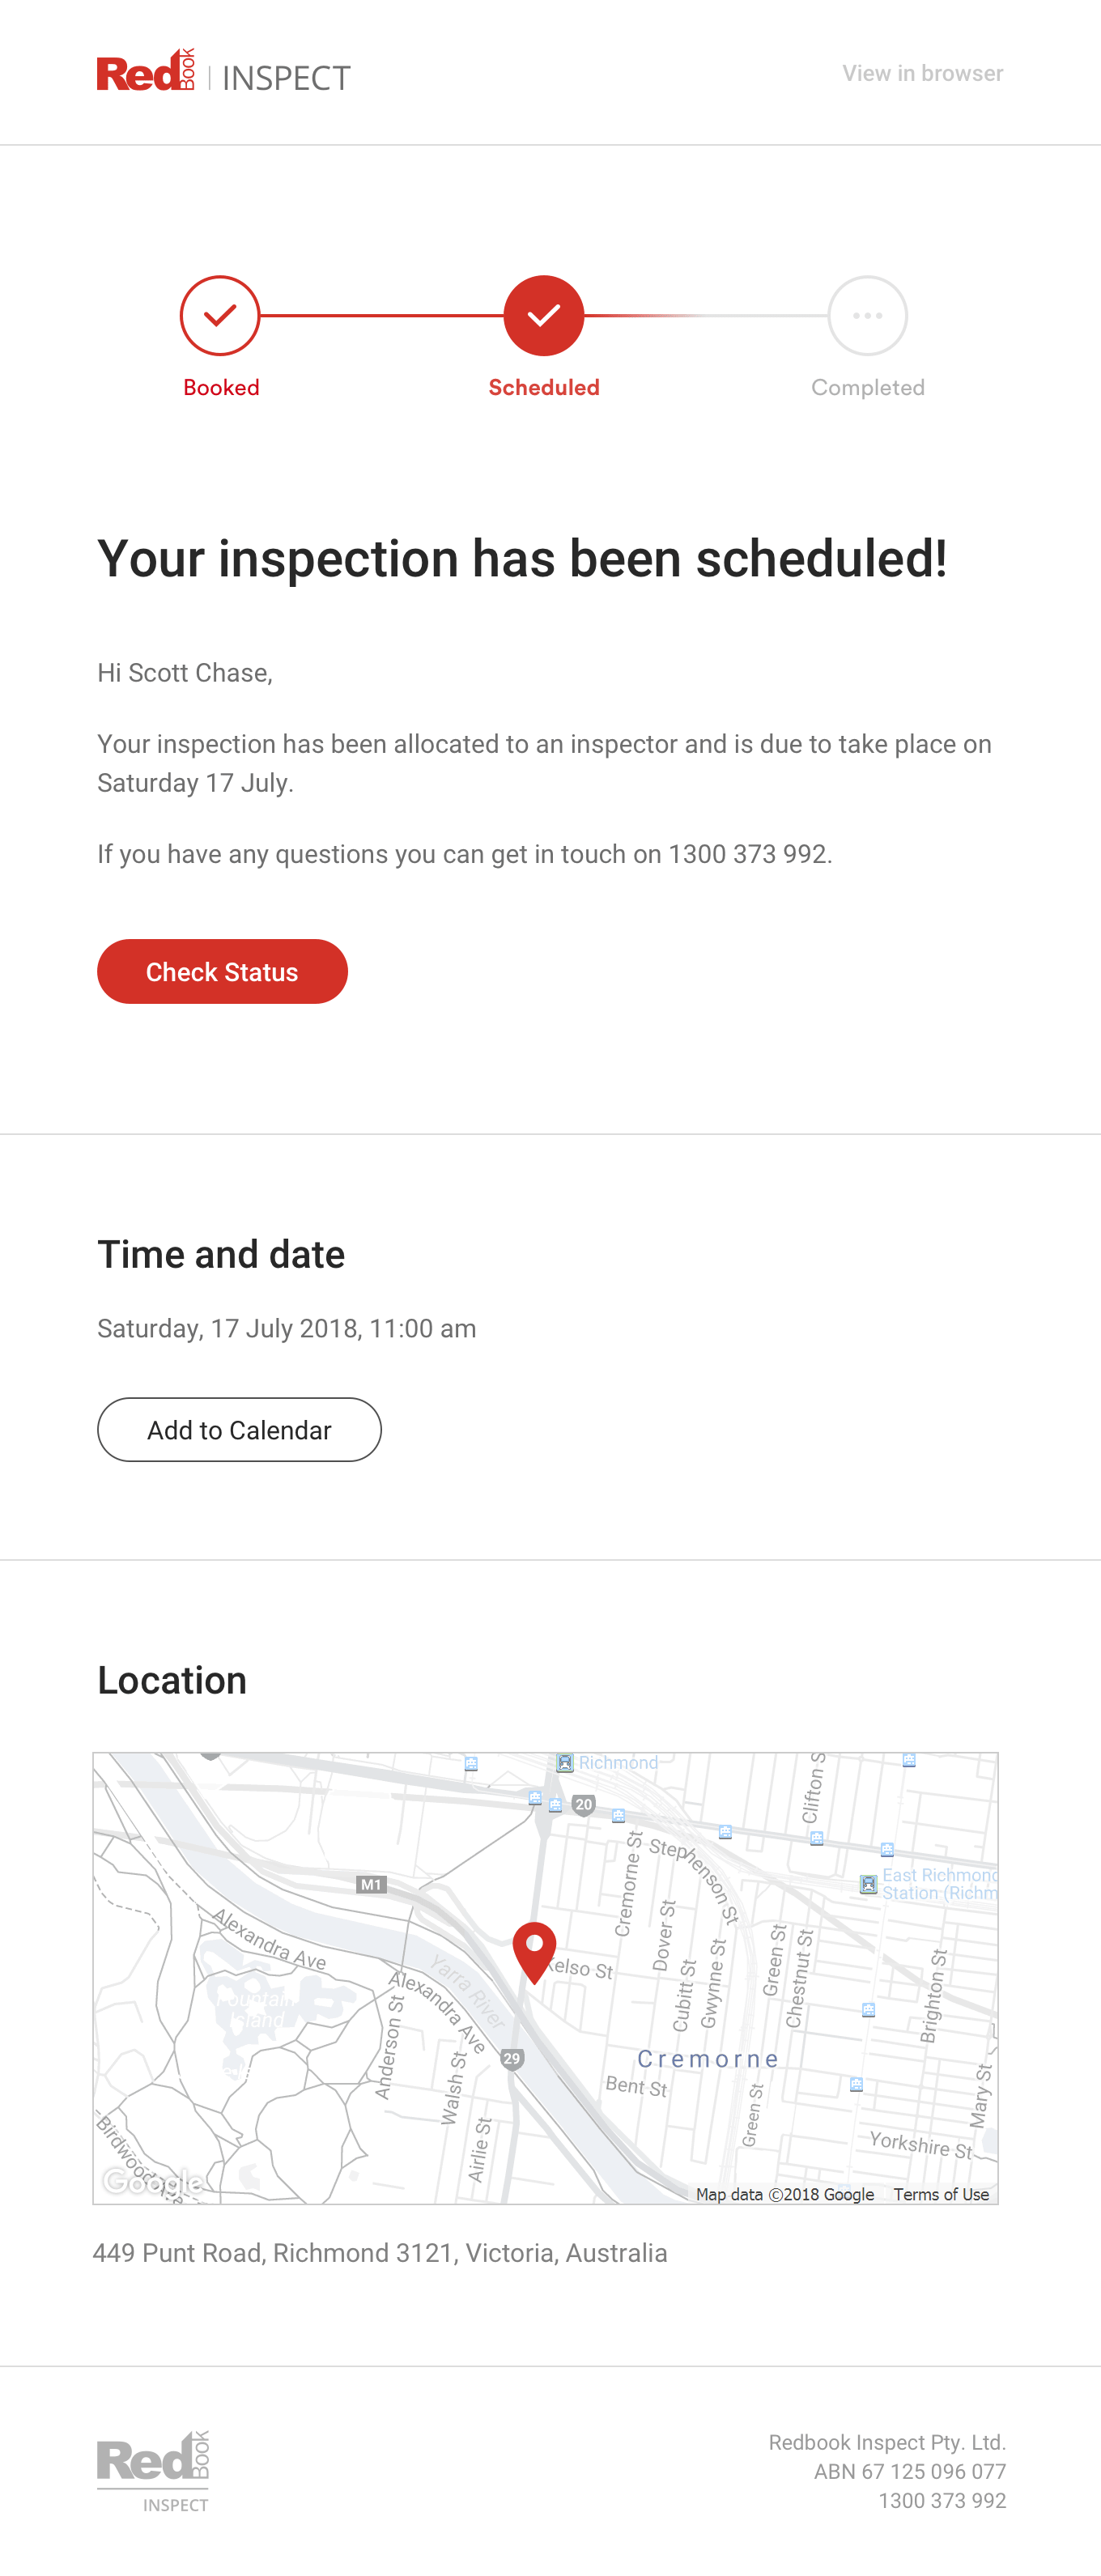 RedBook | INSPECT
View in browser
Booked
Scheduled
Completed
Your inspection has been scheduled!
Hi Scott Chase,
Your inspection has been allocated to an inspector and is due to take place on
Saturday 17 July.
If you have any questions you can get in touch on 1300 373 992.
Check Status
Time and date
Saturday, 17 July 2018, 11:00 am
Add to Calendar
Location
Richmond
20
Clifton S
Stephenson St
Cremorne St
East Richmond
Station (Richm
M1
Dover St
Alexandra Ave
Kelso St
Green St
Chestnut St
Gwynne St
Cubitt St
Brighton St
Yarra River
Alexandra Ave
Fountain
Island
Anderson St
Cremorne
29
Walsh St
Bent St
Green St
Mary St
Airlie St
Yorkshire St
Birdwood
Google
Map data ©2018 Google
Terms of Use
449 Punt Road, Richmond 3121, Victoria, Australia
RedBook
INSPECT
Redbook Inspect Pty. Ltd.
ABN 67 125 096 077
1300 373 992